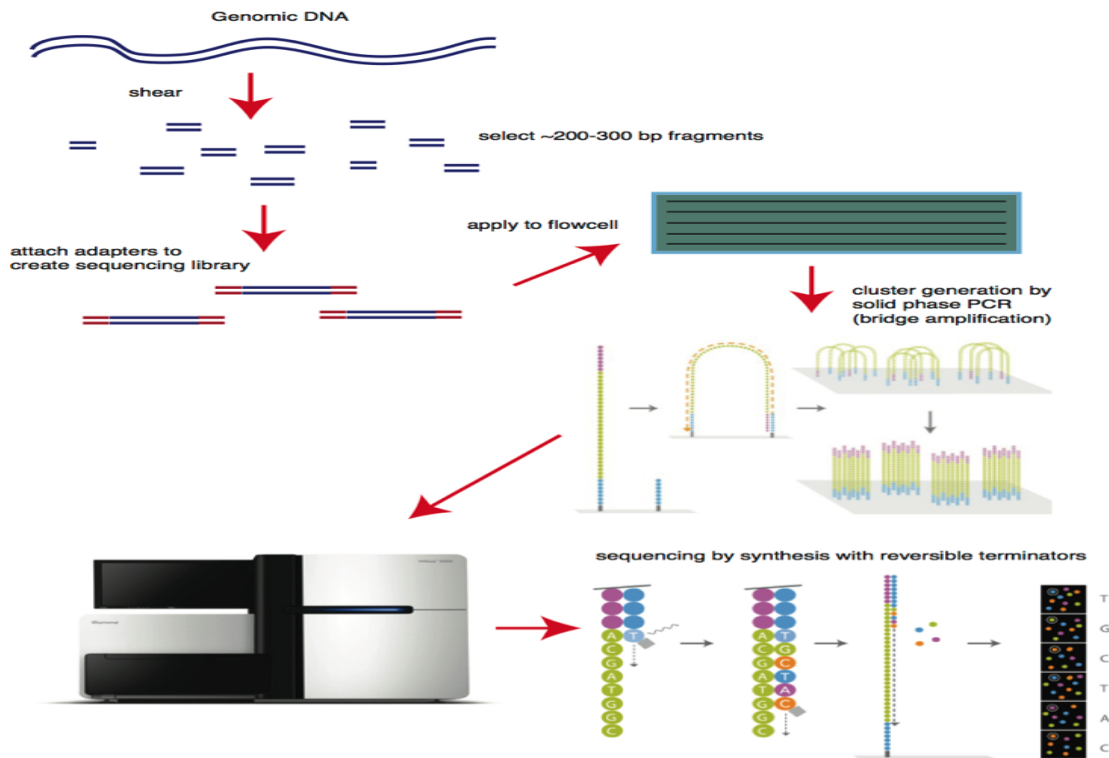 Genomic DNA
shear
select ~200-300 bp fragments
apply to flowcell
attach adapters to
create sequencing library
cluster generation by
solid phase PCR
(bridge amplification)
sequencing by synthesis with reversible terminators
A T
C
G
A
T
G
G
C
A T
C G
G C
A T
T A
G C
G
C
T
G
C
T
A
C